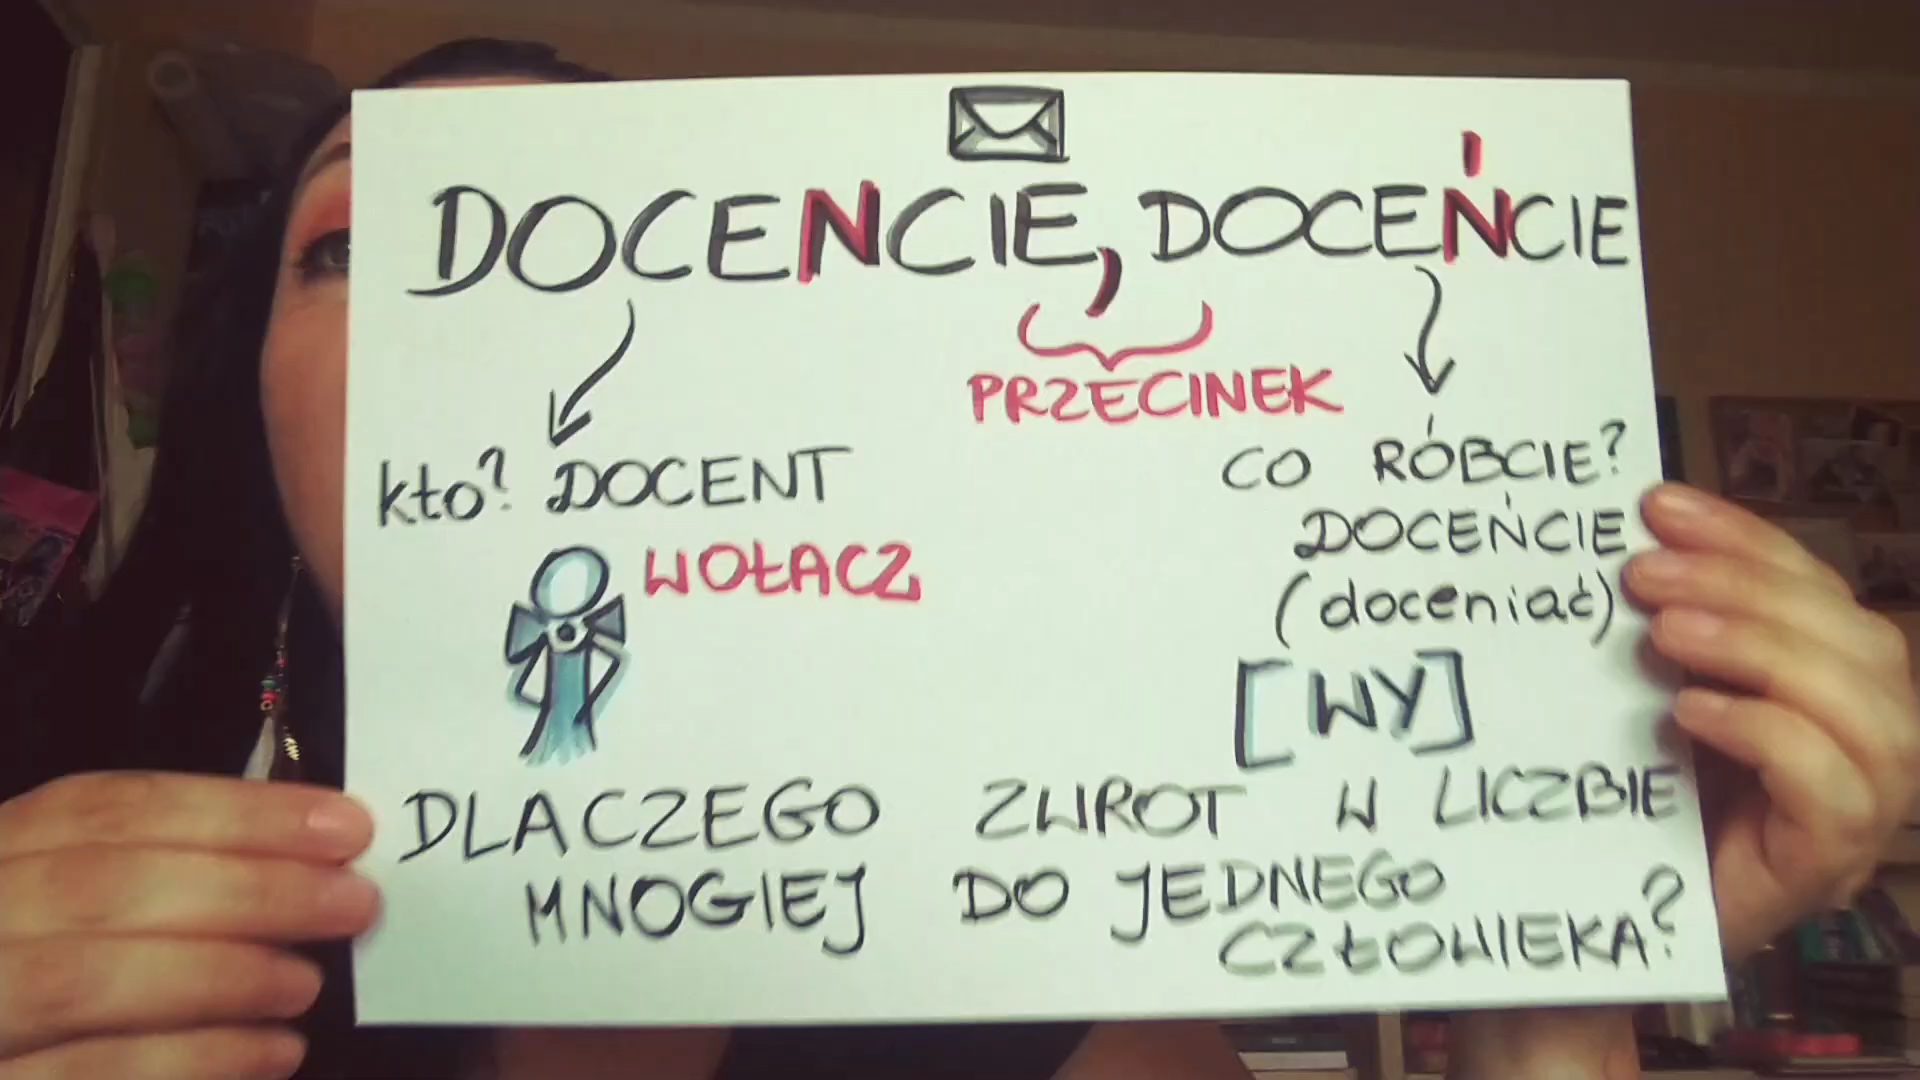 DOCENCIE, DOCEŃCIE
PRZECINEK
kto? DOCENT
WOŁACZ
CO RÓBCIE?
DOCEŃCIE
(doceniać)
[WY]
DLACZEGO ZWROT W LICZBIE
MNOGIEJ DO JEDNEGO
CZŁOWIEKA?